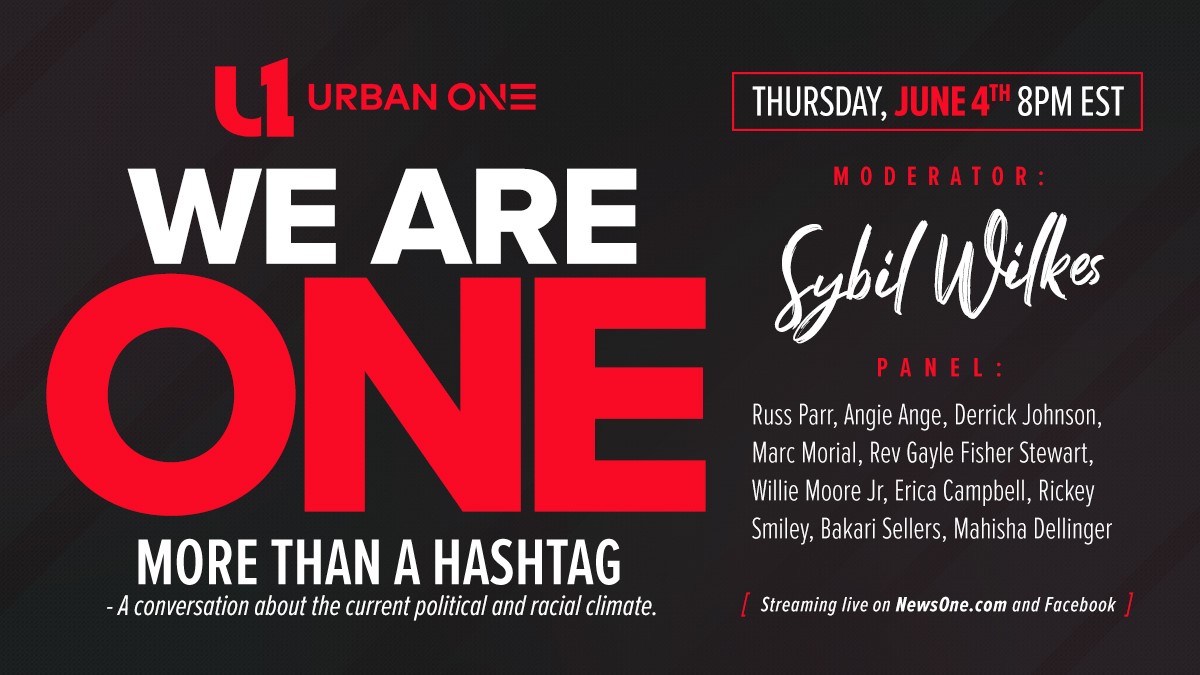 U1 URBAN ONE
WE ARE
ONE
MORE THAN A HASHTAG
- A conversation about the current political and racial climate.
THURSDAY, JUNE 4TH 8PM EST
MODERATOR:
Sybil Wilkes
PANEL:
Russ Parr, Angie Ange, Derrick Johnson,
Marc Morial, Rev Gayle Fisher Stewart,
Willie Moore Jr, Erica Campbell, Rickey
Smiley, Bakari Sellers, Mahisha Dellinger
[ Streaming live on NewsOne.com and Facebook ]